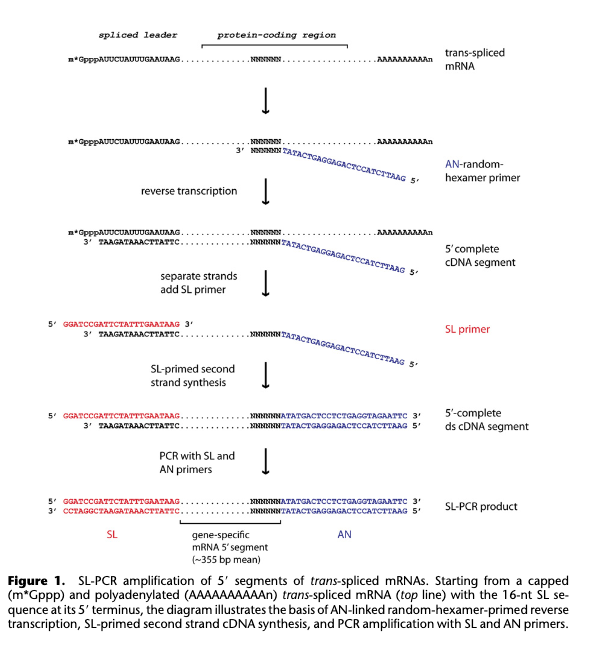 spliced leader protein-coding region
m*GpppAUUCUAUUUGAAUAAG..............NNNNNN...................AAAAAAAAAAn
trans-spliced
mRNA
m*GpppAUUCUAUUUGAAUAAG..............NNNNNN...................AAAAAAAAAAn
3' NNNNNNTATACTGAGGAGACTCCATCTTAAG 5'
AN-random-
hexamer primer
reverse transcription
m*GpppAUUCUAUUUGAAUAAG..............NNNNNN...................AAAAAAAAAAn
3' TAAGATAAACTTATTC..............NNNNNNTATACTGAGGAGACTCCATCTTAAG 5'
5' complete
cDNA segment
separate strands
add SL primer
5' GGATCCGATTCTATTTGAATAAG 3'
3' TAAGATAAACTTATTC..............NNNNNNTATACTGAGGAGACTCCATCTTAAG 5'
SL primer
SL-primed second
strand synthesis
5' GGATCCGATTCTATTTGAATAAG..............NNNNNNATATGACTCCTCTGAGGTAGAATTC 3'
3' TAAGATAAACTTATTC..............NNNNNNTATACTGAGGAGACTCCATCTTAAG 5'
5'-complete
ds cDNA segment
PCR with SL and
AN primers
5' GGATCCGATTCTATTTGAATAAG..............NNNNNNATATGACTCCTCTGAGGTAGAATTC 3'
3' CCTAGGCTAAGATAAACTTATTC..............NNNNNNTATACTGAGGAGACTCCATCTTAAG 5'
SL-PCR product
SL gene-specific AN
mRNA 5' segment
(~355 bp mean)
Figure 1. SL-PCR amplification of 5' segments of trans-spliced mRNAs. Starting from a capped
(m*Gppp) and polyadenylated (AAAAAAAAAAn) trans-spliced mRNA (top line) with the 16-nt SL se-
quence at its 5' terminus, the diagram illustrates the basis of AN-linked random-hexamer-primed reverse
transcription, SL-primed second strand cDNA synthesis, and PCR amplification with SL and AN primers.